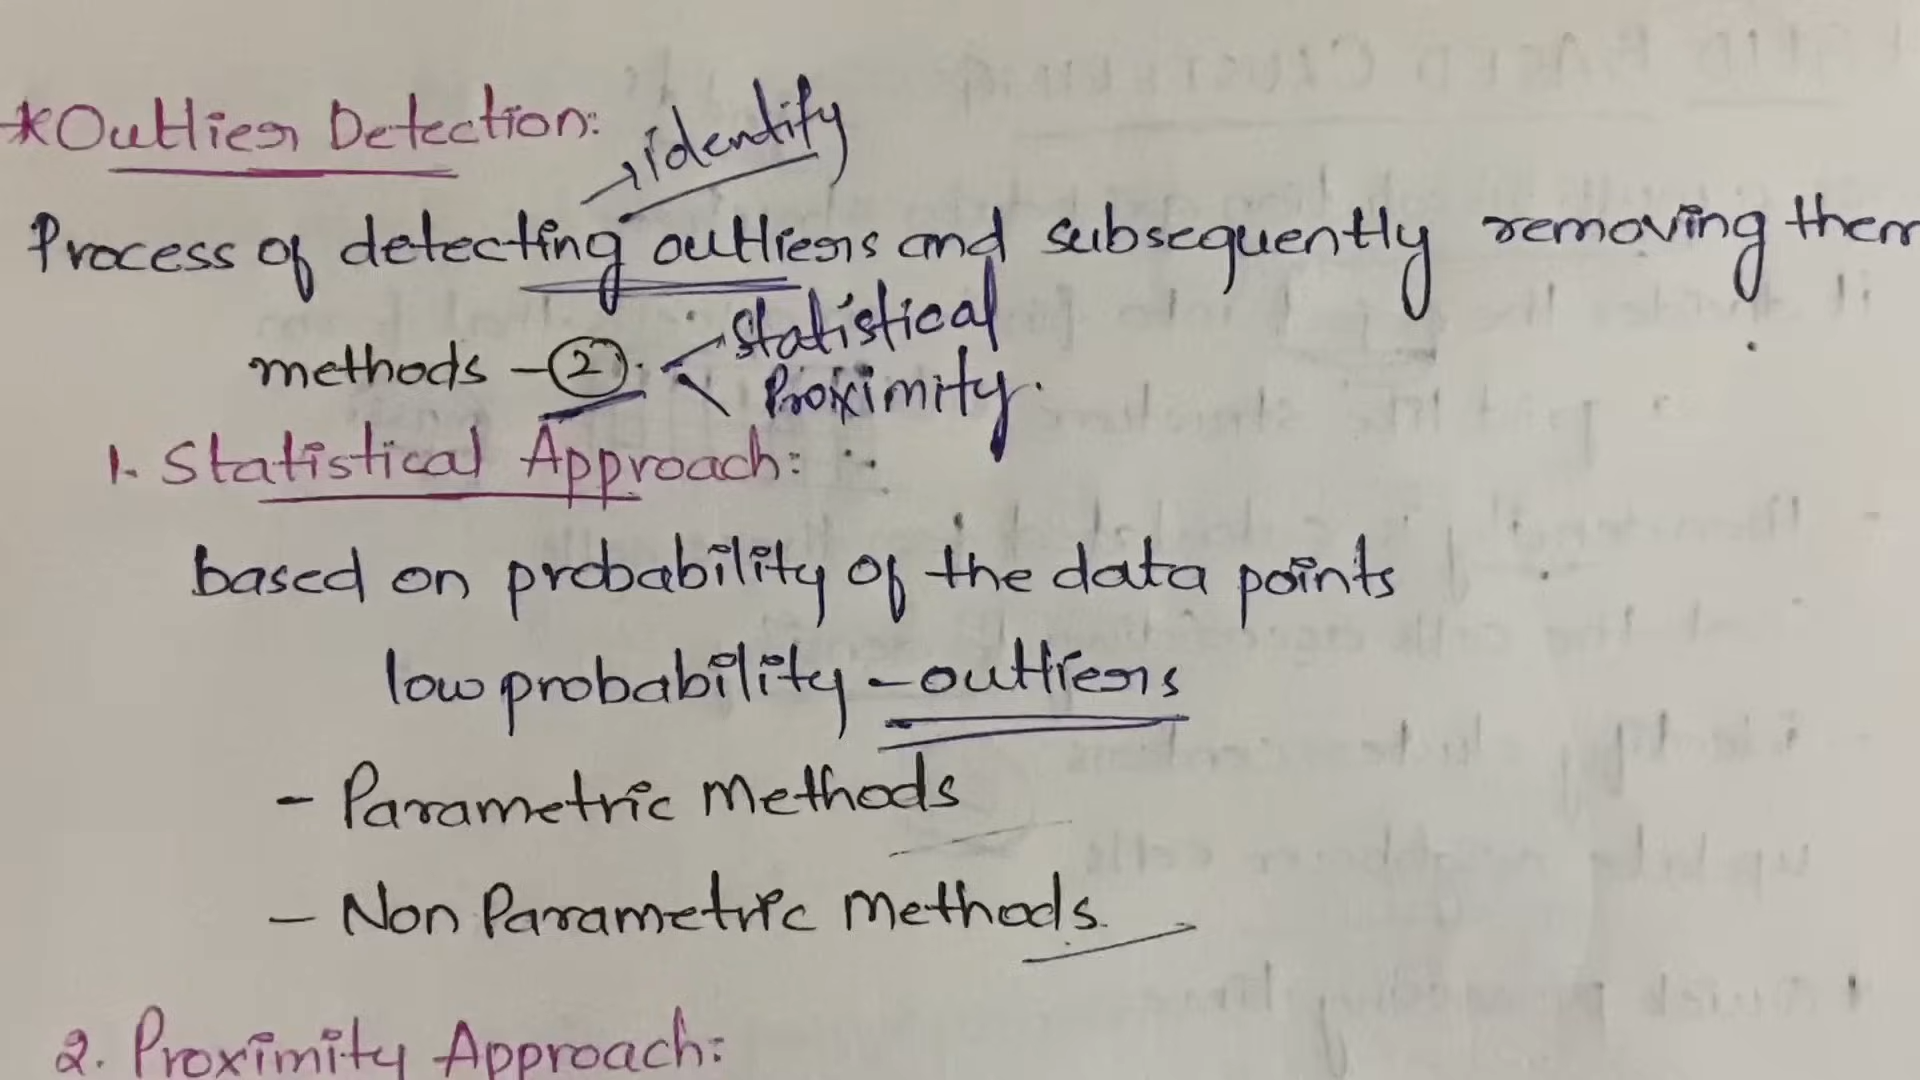 *Outlier Detection:
→identify
Process of detecting outliers and subsequently removing them
methods - ② Statistical
Proximity.
1. Statistical Approach:
based on probability of the data points
low probability - outliers
- Parametric Methods
- Non Parametric Methods.
2. Proximity Approach: